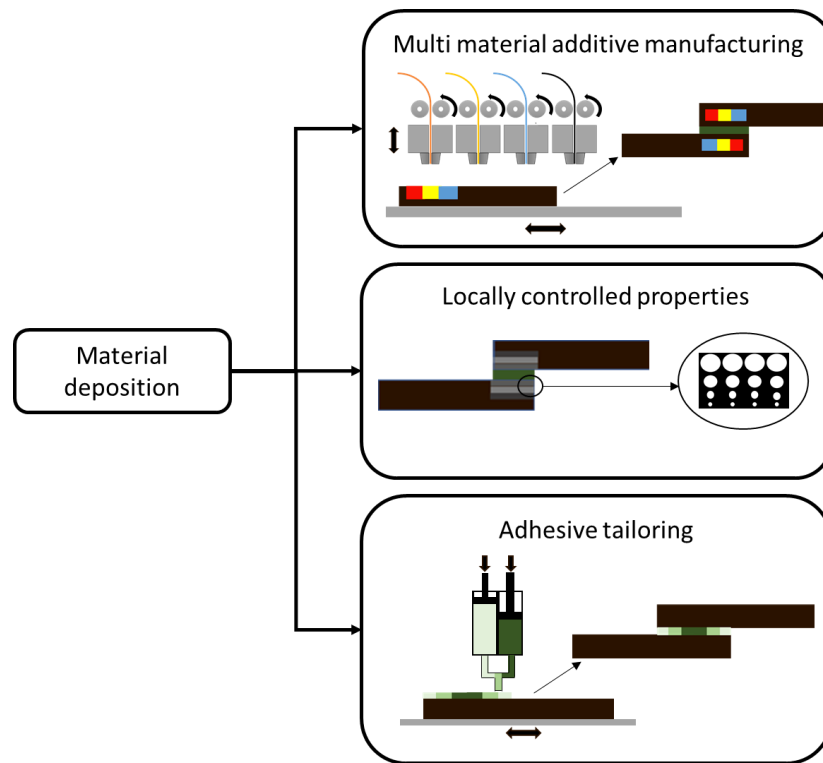 Multi material additive manufacturing
Locally controlled properties
Material
deposition
Adhesive tailoring